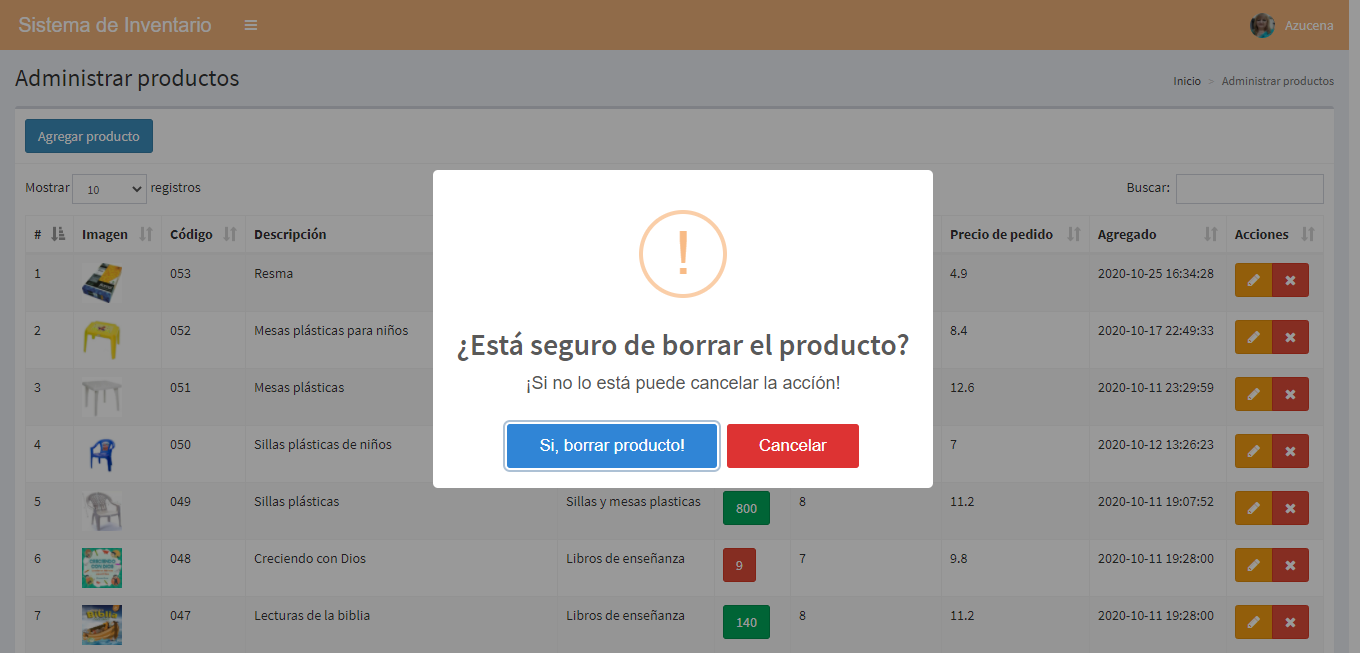 Sistema de Inventario Azucena
Administrar productos Inicio > Administrar productos
Agregar producto
Mostrar 10 registros Buscar:
# Imagen Código Descripción Precio de pedido Agregado Acciones
1 053 Resma 4.9 2020-10-25 16:34:28
2 052 Mesas plásticas para niños 8.4 2020-10-17 22:49:33
3 051 Mesas plásticas 12.6 2020-10-11 23:29:59
4 050 Sillas plásticas de niños 7 2020-10-12 13:26:23
5 049 Sillas plásticas Sillas y mesas plasticas 800 8 11.2 2020-10-11 19:07:52
6 CRECIENDO CON DIOS 048 Creciendo con Dios Libros de enseñanza 9 7 9.8 2020-10-11 19:28:00
7 Biblia 047 Lecturas de la biblia Libros de enseñanza 140 8 11.2 2020-10-11 19:28:00
!
¿Está seguro de borrar el producto?
¡Si no lo está puede cancelar la accíón!
Si, borrar producto! Cancelar